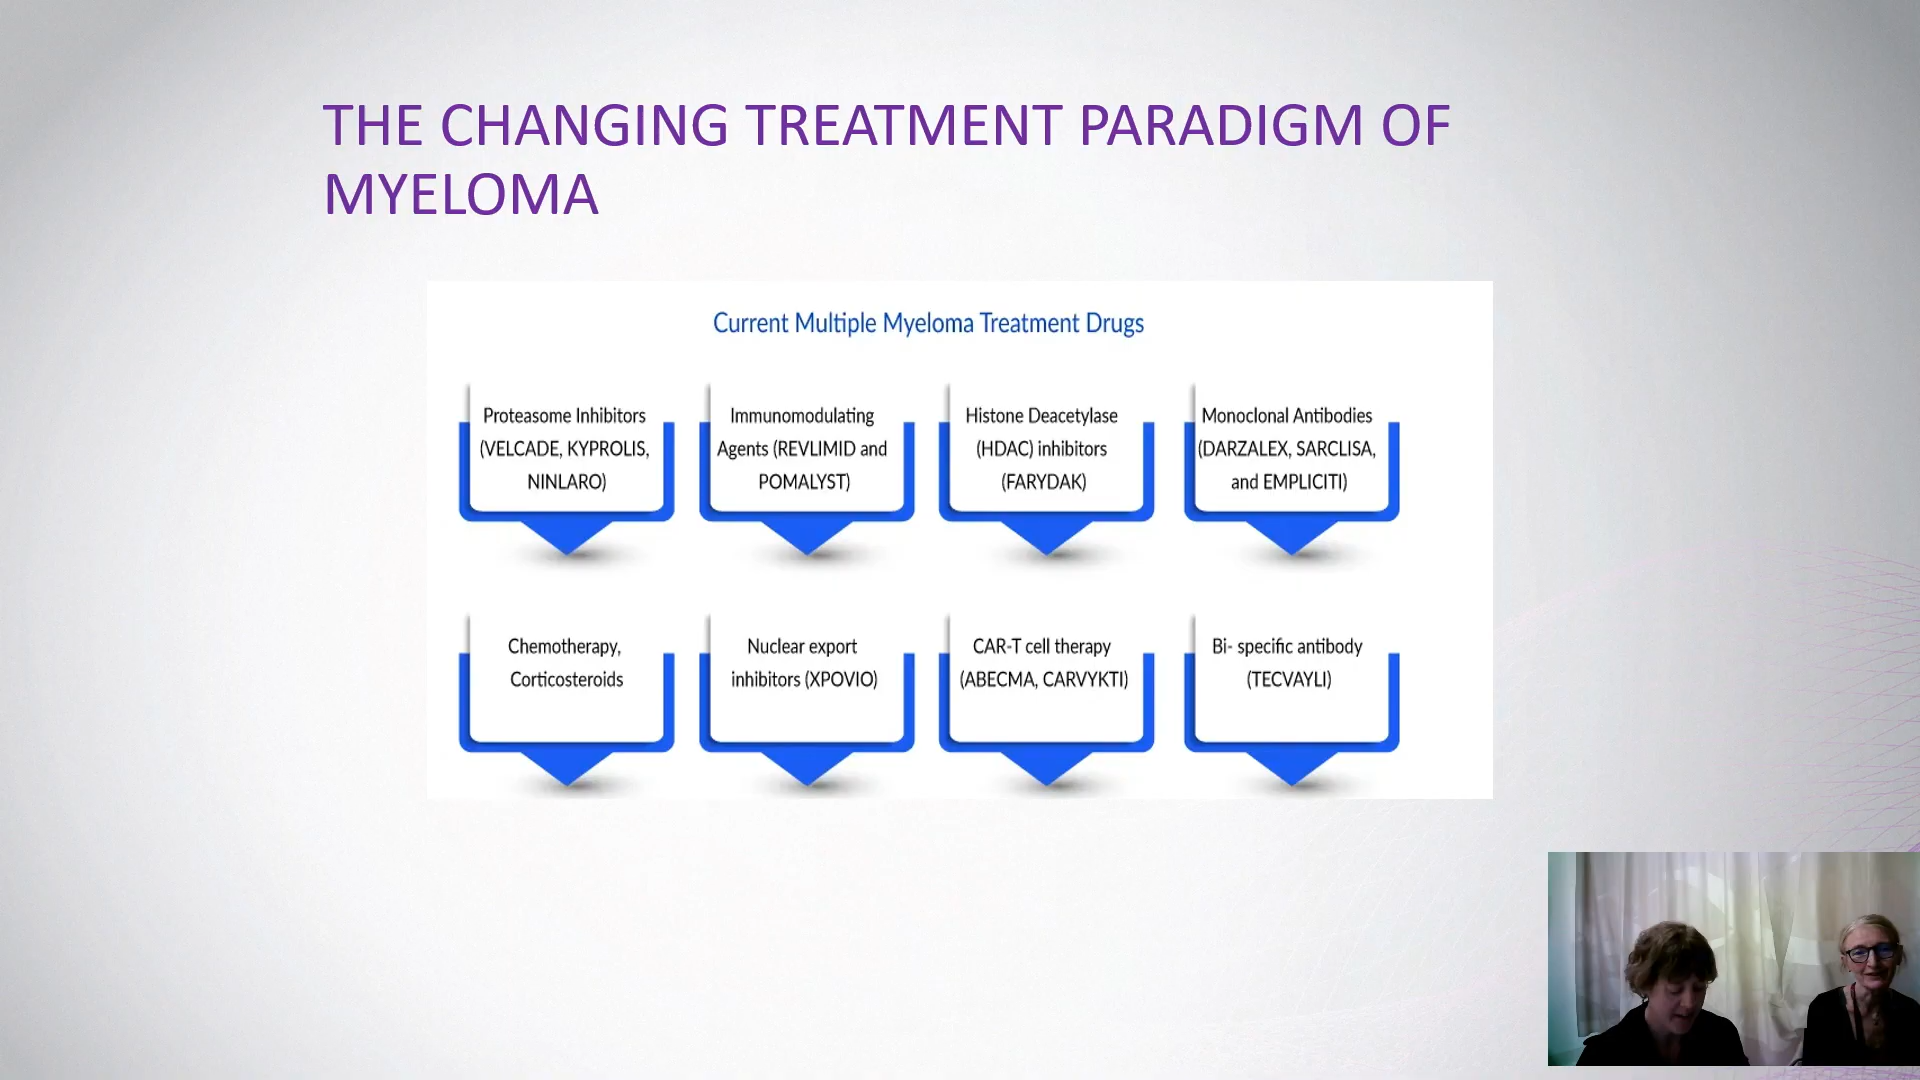 THE CHANGING TREATMENT PARADIGM OF
MYELOMA
Current Multiple Myeloma Treatment Drugs
Proteasome Inhibitors
(VELCADE, KYPROLIS,
NINLARO)
Immunomodulating
Agents (REVLIMID and
POMALYST)
Histone Deacetylase
(HDAC) inhibitors
(FARYDAK)
Monoclonal Antibodies
(DARZALEX, SARCLISA,
and EMPLICITI)
Chemotherapy,
Corticosteroids
Nuclear export
inhibitors (XPOVIO)
CAR-T cell therapy
(ABECMA, CARVYKTI)
Bi- specific antibody
(TECVAYLI)